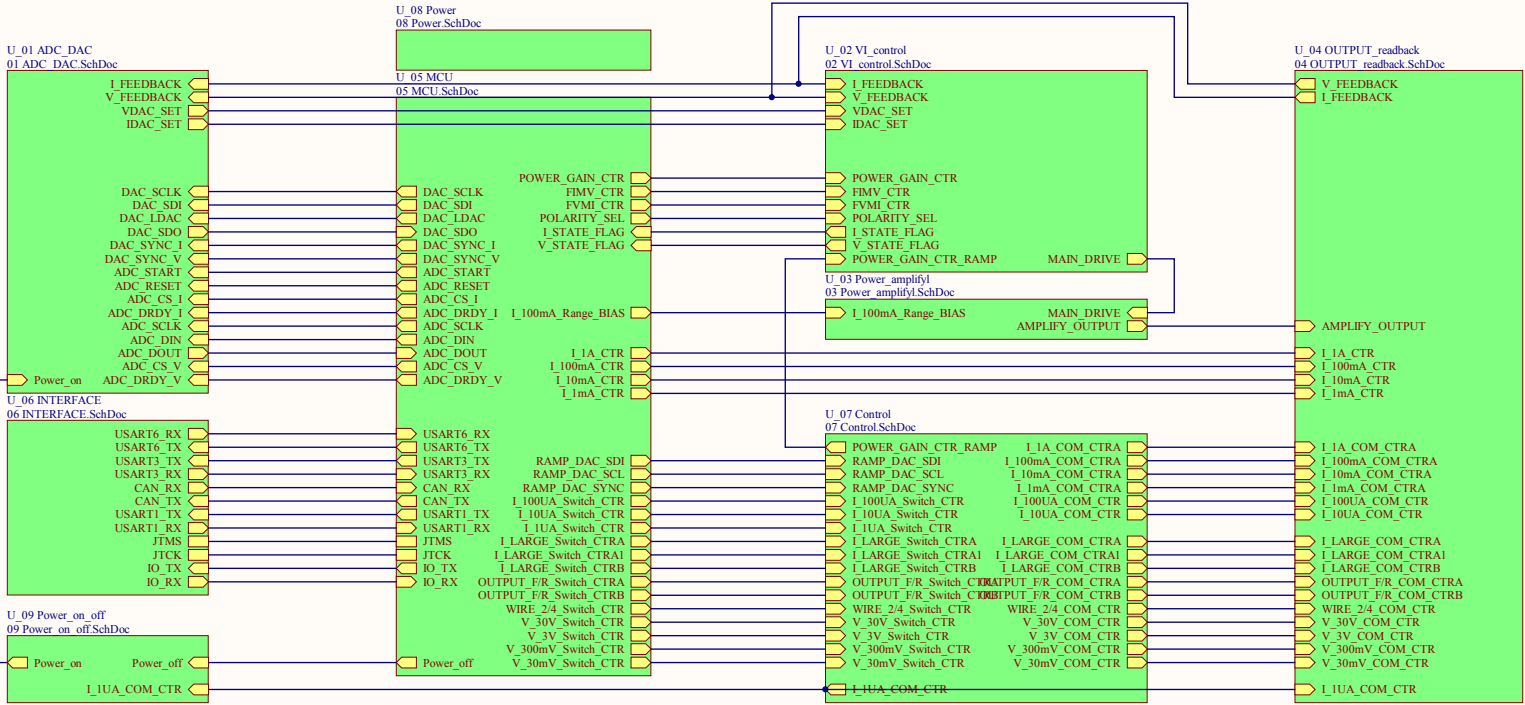 U_08 Power
08 Power.SchDoc
U_01 ADC_DAC
01 ADC_DAC.SchDoc
I_FEEDBACK
V_FEEDBACK
VDAC_SET
IDAC_SET
DAC_SCLK
DAC_SDI
DAC_LDAC
DAC_SDO
DAC_SYNC_I
DAC_SYNC_V
ADC_START
ADC_RESET
ADC_CS_I
ADC_DRDY_I
ADC_SCLK
ADC_DIN
ADC_DOUT
ADC_CS_V
Power_on ADC_DRDY_V
U_06 INTERFACE
06 INTERFACE.SchDoc
USART6_RX
USART6_TX
USART3_TX
USART3_RX
CAN_RX
CAN_TX
USART1_TX
USART1_RX
JTMS
JTCK
IO_TX
IO_RX
U_09 Power_on_off
09 Power_on_off.SchDoc
Power_on Power_off
I_1UA_COM_CTR
U_05 MCU
05 MCU.SchDoc
POWER_GAIN_CTR
DAC_SCLK FIMV_CTR
DAC_SDI FVMI_CTR
DAC_LDAC POLARITY_SEL
DAC_SDO I_STATE_FLAG
DAC_SYNC_I V_STATE_FLAG
DAC_SYNC_V
ADC_START
ADC_RESET
ADC_CS_I
ADC_DRDY_I I_100mA_Range_BIAS
ADC_SCLK
ADC_DIN
ADC_DOUT I_1A_CTR
ADC_CS_V I_100mA_CTR
ADC_DRDY_V I_10mA_CTR
I_1mA_CTR
USART6_RX
USART6_TX
USART3_TX RAMP_DAC_SDI
USART3_RX RAMP_DAC_SCL
CAN_RX RAMP_DAC_SYNC
CAN_TX I_100UA_Switch_CTR
USART1_TX I_10UA_Switch_CTR
USART1_RX I_1UA_Switch_CTR
JTMS I_LARGE_Switch_CTRA
JTCK I_LARGE_Switch_CTRA1
IO_TX I_LARGE_Switch_CTRB
IO_RX OUTPUT_F/R_Switch_CTRA
OUTPUT_F/R_Switch_CTRB
WIRE_2/4_Switch_CTR
V_30V_Switch_CTR
V_3V_Switch_CTR
V_300mV_Switch_CTR
Power_off V_30mV_Switch_CTR
U_02 VI_control
02 VI_control.SchDoc
I_FEEDBACK
V_FEEDBACK
VDAC_SET
IDAC_SET
POWER_GAIN_CTR
FIMV_CTR
FVMI_CTR
POLARITY_SEL
I_STATE_FLAG
V_STATE_FLAG
POWER_GAIN_CTR_RAMP MAIN_DRIVE
U_03 Power_amplifyl
03 Power_amplifyl.SchDoc
I_100mA_Range_BIAS MAIN_DRIVE
AMPLIFY_OUTPUT
U_07 Control
07 Control.SchDoc
POWER_GAIN_CTR_RAMP I_1A_COM_CTRA
RAMP_DAC_SDI I_100mA_COM_CTRA
RAMP_DAC_SCL I_10mA_COM_CTRA
RAMP_DAC_SYNC I_1mA_COM_CTRA
I_100UA_Switch_CTR I_100UA_COM_CTR
I_10UA_Switch_CTR I_10UA_COM_CTR
I_1UA_Switch_CTR
I_LARGE_Switch_CTRA I_LARGE_COM_CTRA
I_LARGE_Switch_CTRA1 I_LARGE_COM_CTRA1
I_LARGE_Switch_CTRB I_LARGE_COM_CTRB
OUTPUT_F/R_Switch_CTRA OUTPUT_F/R_COM_CTRA
OUTPUT_F/R_Switch_CTRB OUTPUT_F/R_COM_CTRB
WIRE_2/4_Switch_CTR WIRE_2/4_COM_CTR
V_30V_Switch_CTR V_30V_COM_CTR
V_3V_Switch_CTR V_3V_COM_CTR
V_300mV_Switch_CTR V_300mV_COM_CTR
V_30mV_Switch_CTR V_30mV_COM_CTR
I_1UA_COM_CTR
U_04 OUTPUT_readback
04 OUTPUT_readback.SchDoc
V_FEEDBACK
I_FEEDBACK
AMPLIFY_OUTPUT
I_1A_CTR
I_100mA_CTR
I_10mA_CTR
I_1mA_CTR
I_1A_COM_CTRA
I_100mA_COM_CTRA
I_10mA_COM_CTRA
I_1mA_COM_CTRA
I_100UA_COM_CTR
I_10UA_COM_CTR
I_LARGE_COM_CTRA
I_LARGE_COM_CTRA1
I_LARGE_COM_CTRB
OUTPUT_F/R_COM_CTRA
OUTPUT_F/R_COM_CTRB
WIRE_2/4_COM_CTR
V_30V_COM_CTR
V_3V_COM_CTR
V_300mV_COM_CTR
V_30mV_COM_CTR
I_1UA_COM_CTR